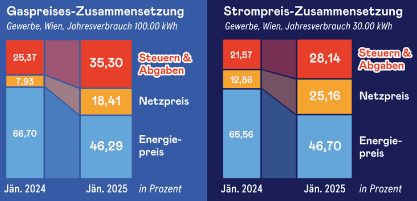 Gaspreises-Zusammensetzung
Gewerbe, Wien, Jahresverbrauch 100.00 kWh
25,37
35,30
Steuern &
Abgaben
7,93
18,41
Netzpreis
66,70
46,29
Energie-
preis
Jän. 2024
Jän. 2025
in Prozent
Strompreis-Zusammensetzung
Gewerbe, Wien, Jahresverbrauch 30.00 kWh
21,57
28,14
Steuern &
Abgaben
12,86
25,16
Netzpreis
65,56
46,70
Energie-
preis
Jän. 2024
Jän. 2025
in Prozent